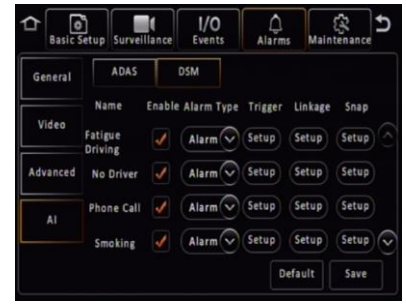 Basic Setup Surveillance I/O Events Alarms Maintenance
General ADAS DSM
Name Enable Alarm Type Trigger Linkage Snap
Video
Fatigue Driving Alarm Setup Setup Setup
Advanced No Driver Alarm Setup Setup Setup
AI
Phone Call Alarm Setup Setup Setup
Smoking Alarm Setup Setup Setup
Default Save